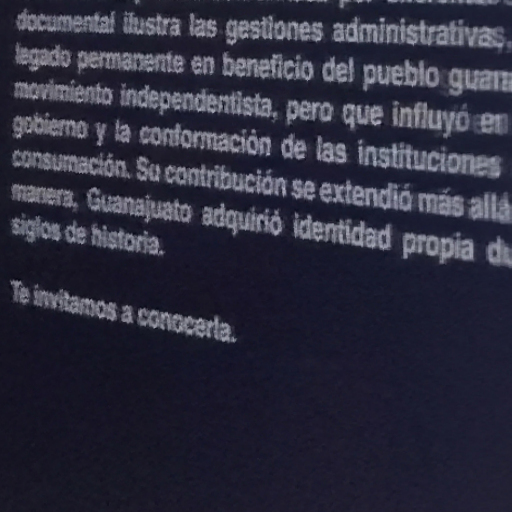 documental ilustra las gestiones administrativas,
legado permanente en beneficio del pueblo
movimiento independentista, pero que influyó en
gobierno y la conformación de las instituciones
consumación. Su contribución se extendió más allá
manera, Guanajuato adquirió identidad propia
siglos de historia.
Te invitamos a conocerla.